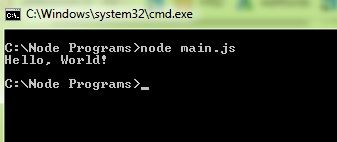 C:\Windows\system32\cmd.exe
C:\Node Programs>node main.js
Hello, World!
C:\Node Programs>_